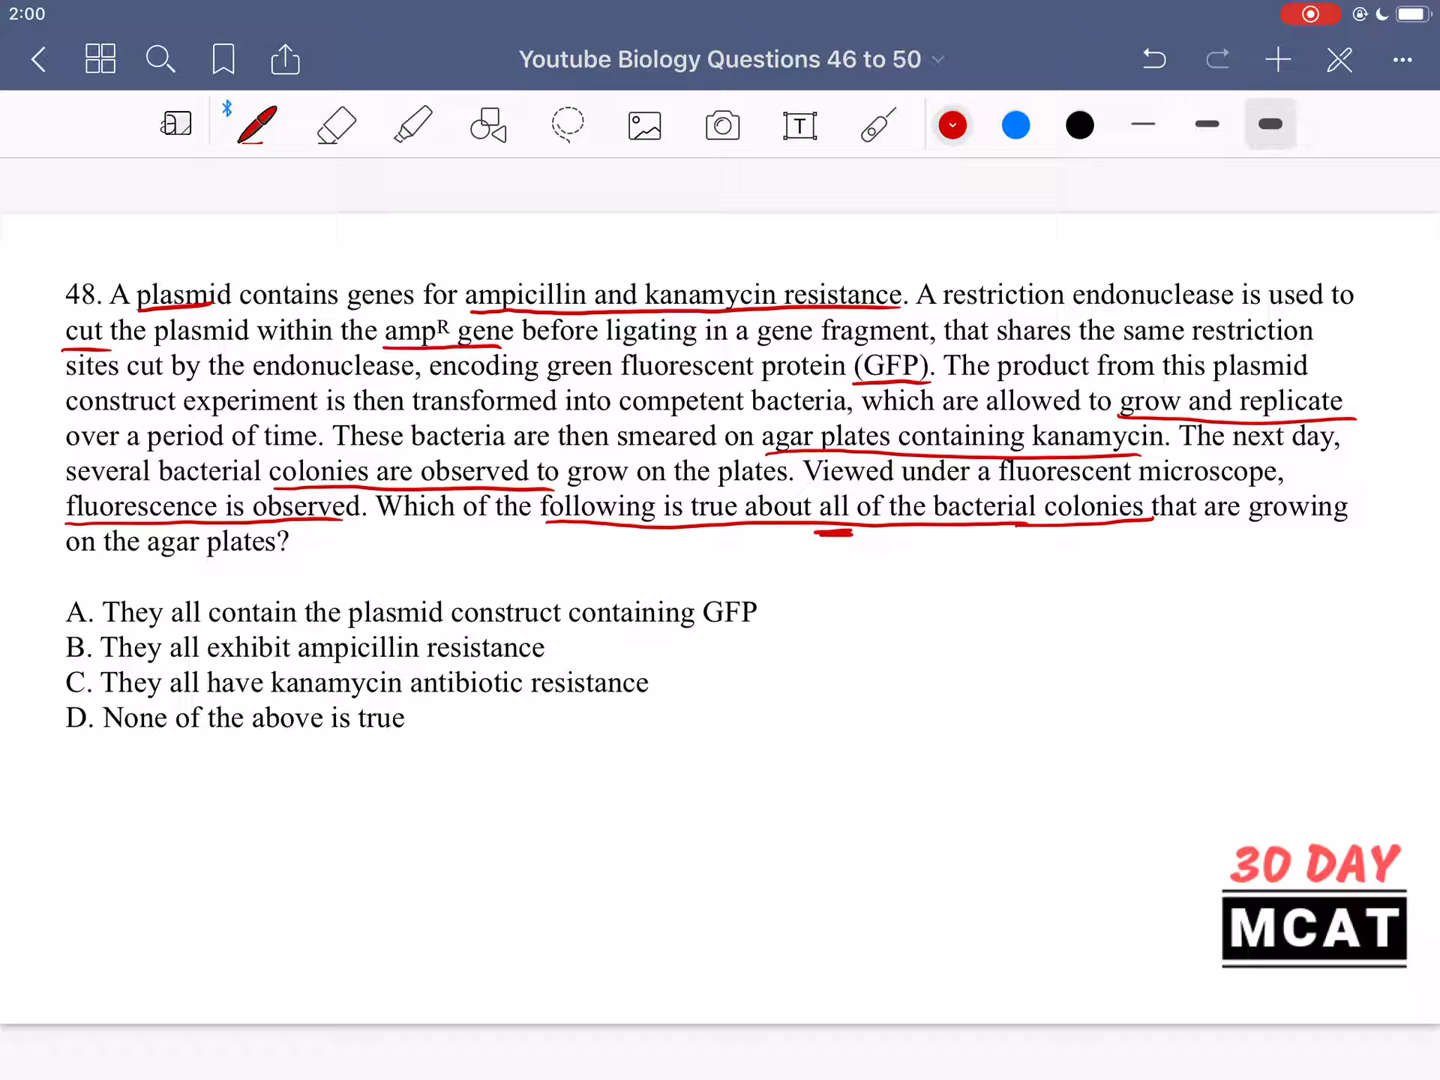 2:00
Youtube Biology Questions 46 to 50
48. A plasmid contains genes for ampicillin and kanamycin resistance. A restriction endonuclease is used to
cut the plasmid within the ampᴿ gene before ligating in a gene fragment, that shares the same restriction
sites cut by the endonuclease, encoding green fluorescent protein (GFP). The product from this plasmid
construct experiment is then transformed into competent bacteria, which are allowed to grow and replicate
over a period of time. These bacteria are then smeared on agar plates containing kanamycin. The next day,
several bacterial colonies are observed to grow on the plates. Viewed under a fluorescent microscope,
fluorescence is observed. Which of the following is true about all of the bacterial colonies that are growing
on the agar plates?
A. They all contain the plasmid construct containing GFP
B. They all exhibit ampicillin resistance
C. They all have kanamycin antibiotic resistance
D. None of the above is true
30 DAY
MCAT